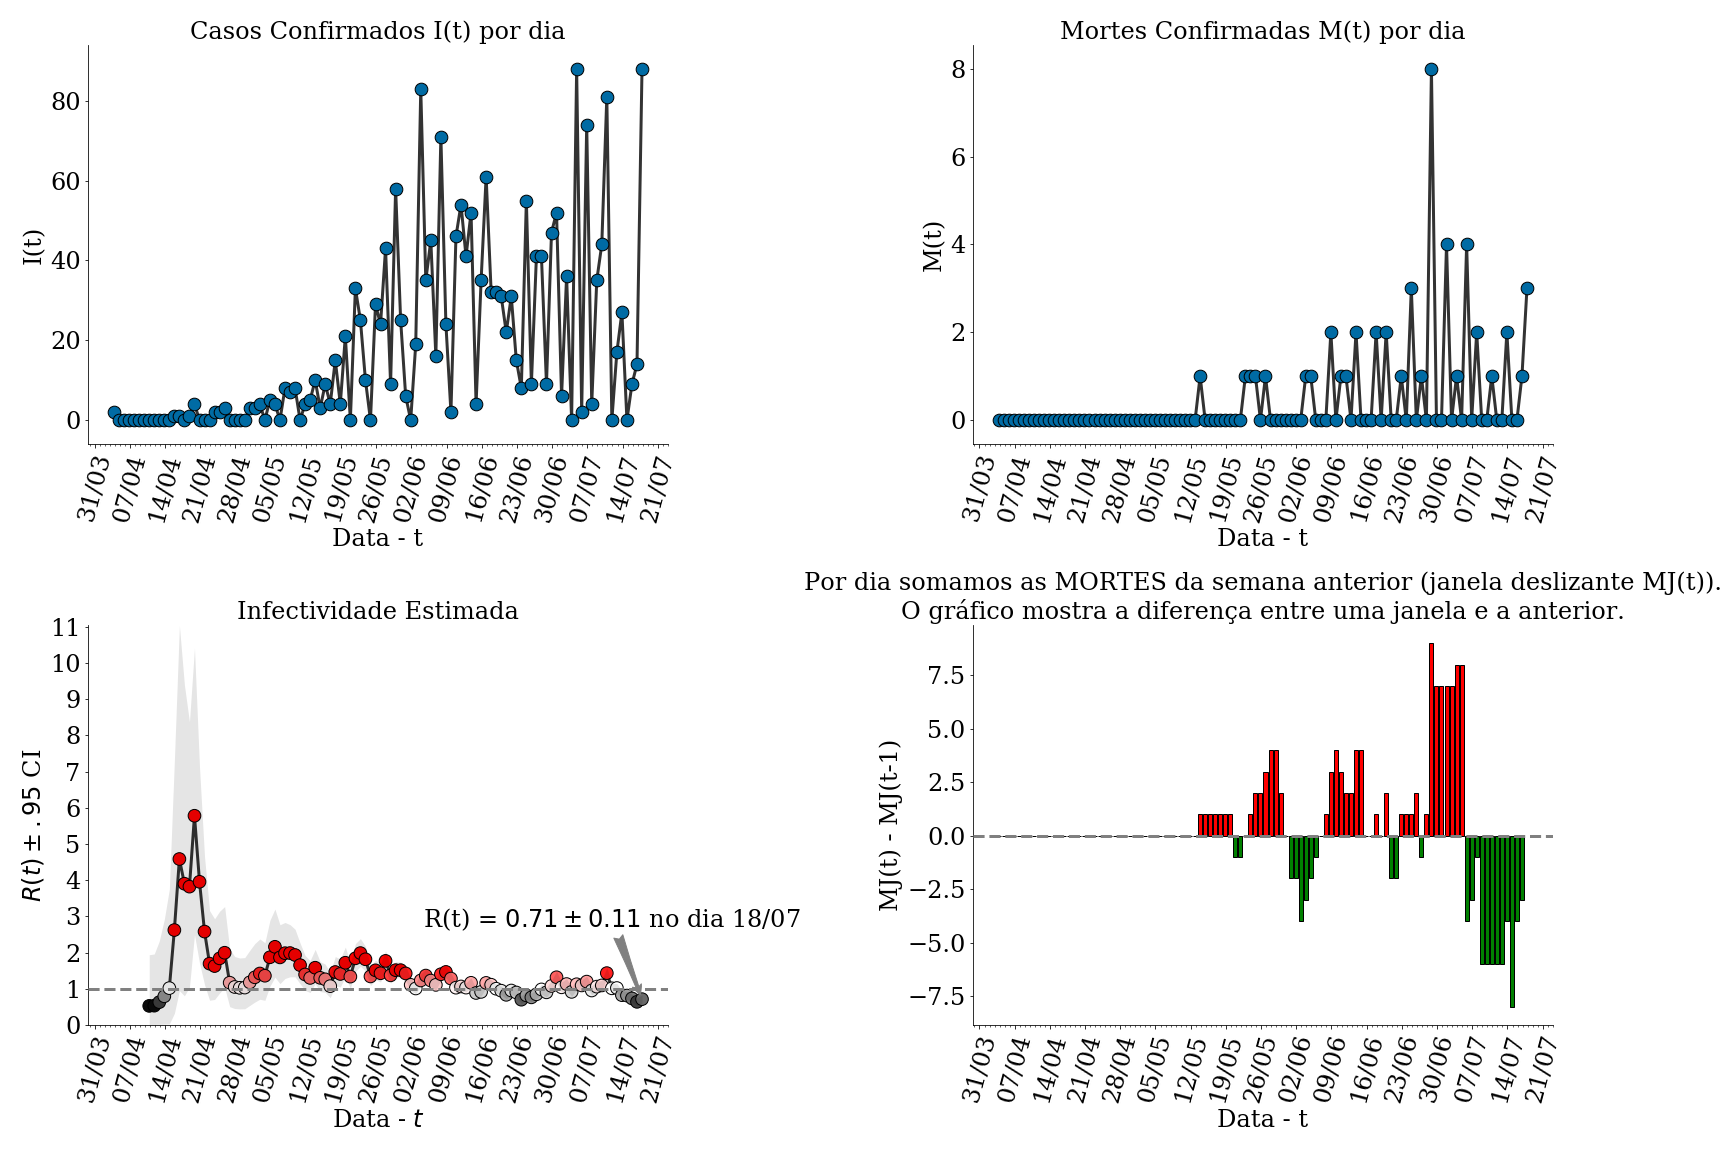 Casos Confirmados I(t) por dia
I(t)
80
60
40
20
0
31/03 07/04 14/04 21/04 28/04 05/05 12/05 19/05 26/05 02/06 09/06 16/06 23/06 30/06 07/07 14/07 21/07
Data - t
Mortes Confirmadas M(t) por dia
M(t)
8
6
4
2
0
31/03 07/04 14/04 21/04 28/04 05/05 12/05 19/05 26/05 02/06 09/06 16/06 23/06 30/06 07/07 14/07 21/07
Data - t
Infectividade Estimada
R(t) ± .95 CI
11
10
9
8
7
6
5
4
3
2
1
0
R(t) = 0.71 ± 0.11 no dia 18/07
31/03 07/04 14/04 21/04 28/04 05/05 12/05 19/05 26/05 02/06 09/06 16/06 23/06 30/06 07/07 14/07 21/07
Data - t
Por dia somamos as MORTES da semana anterior (janela deslizante MJ(t)).
O gráfico mostra a diferença entre uma janela e a anterior.
MJ(t) - MJ(t-1)
7.5
5.0
2.5
0.0
−2.5
−5.0
−7.5
31/03 07/04 14/04 21/04 28/04 05/05 12/05 19/05 26/05 02/06 09/06 16/06 23/06 30/06 07/07 14/07 21/07
Data - t